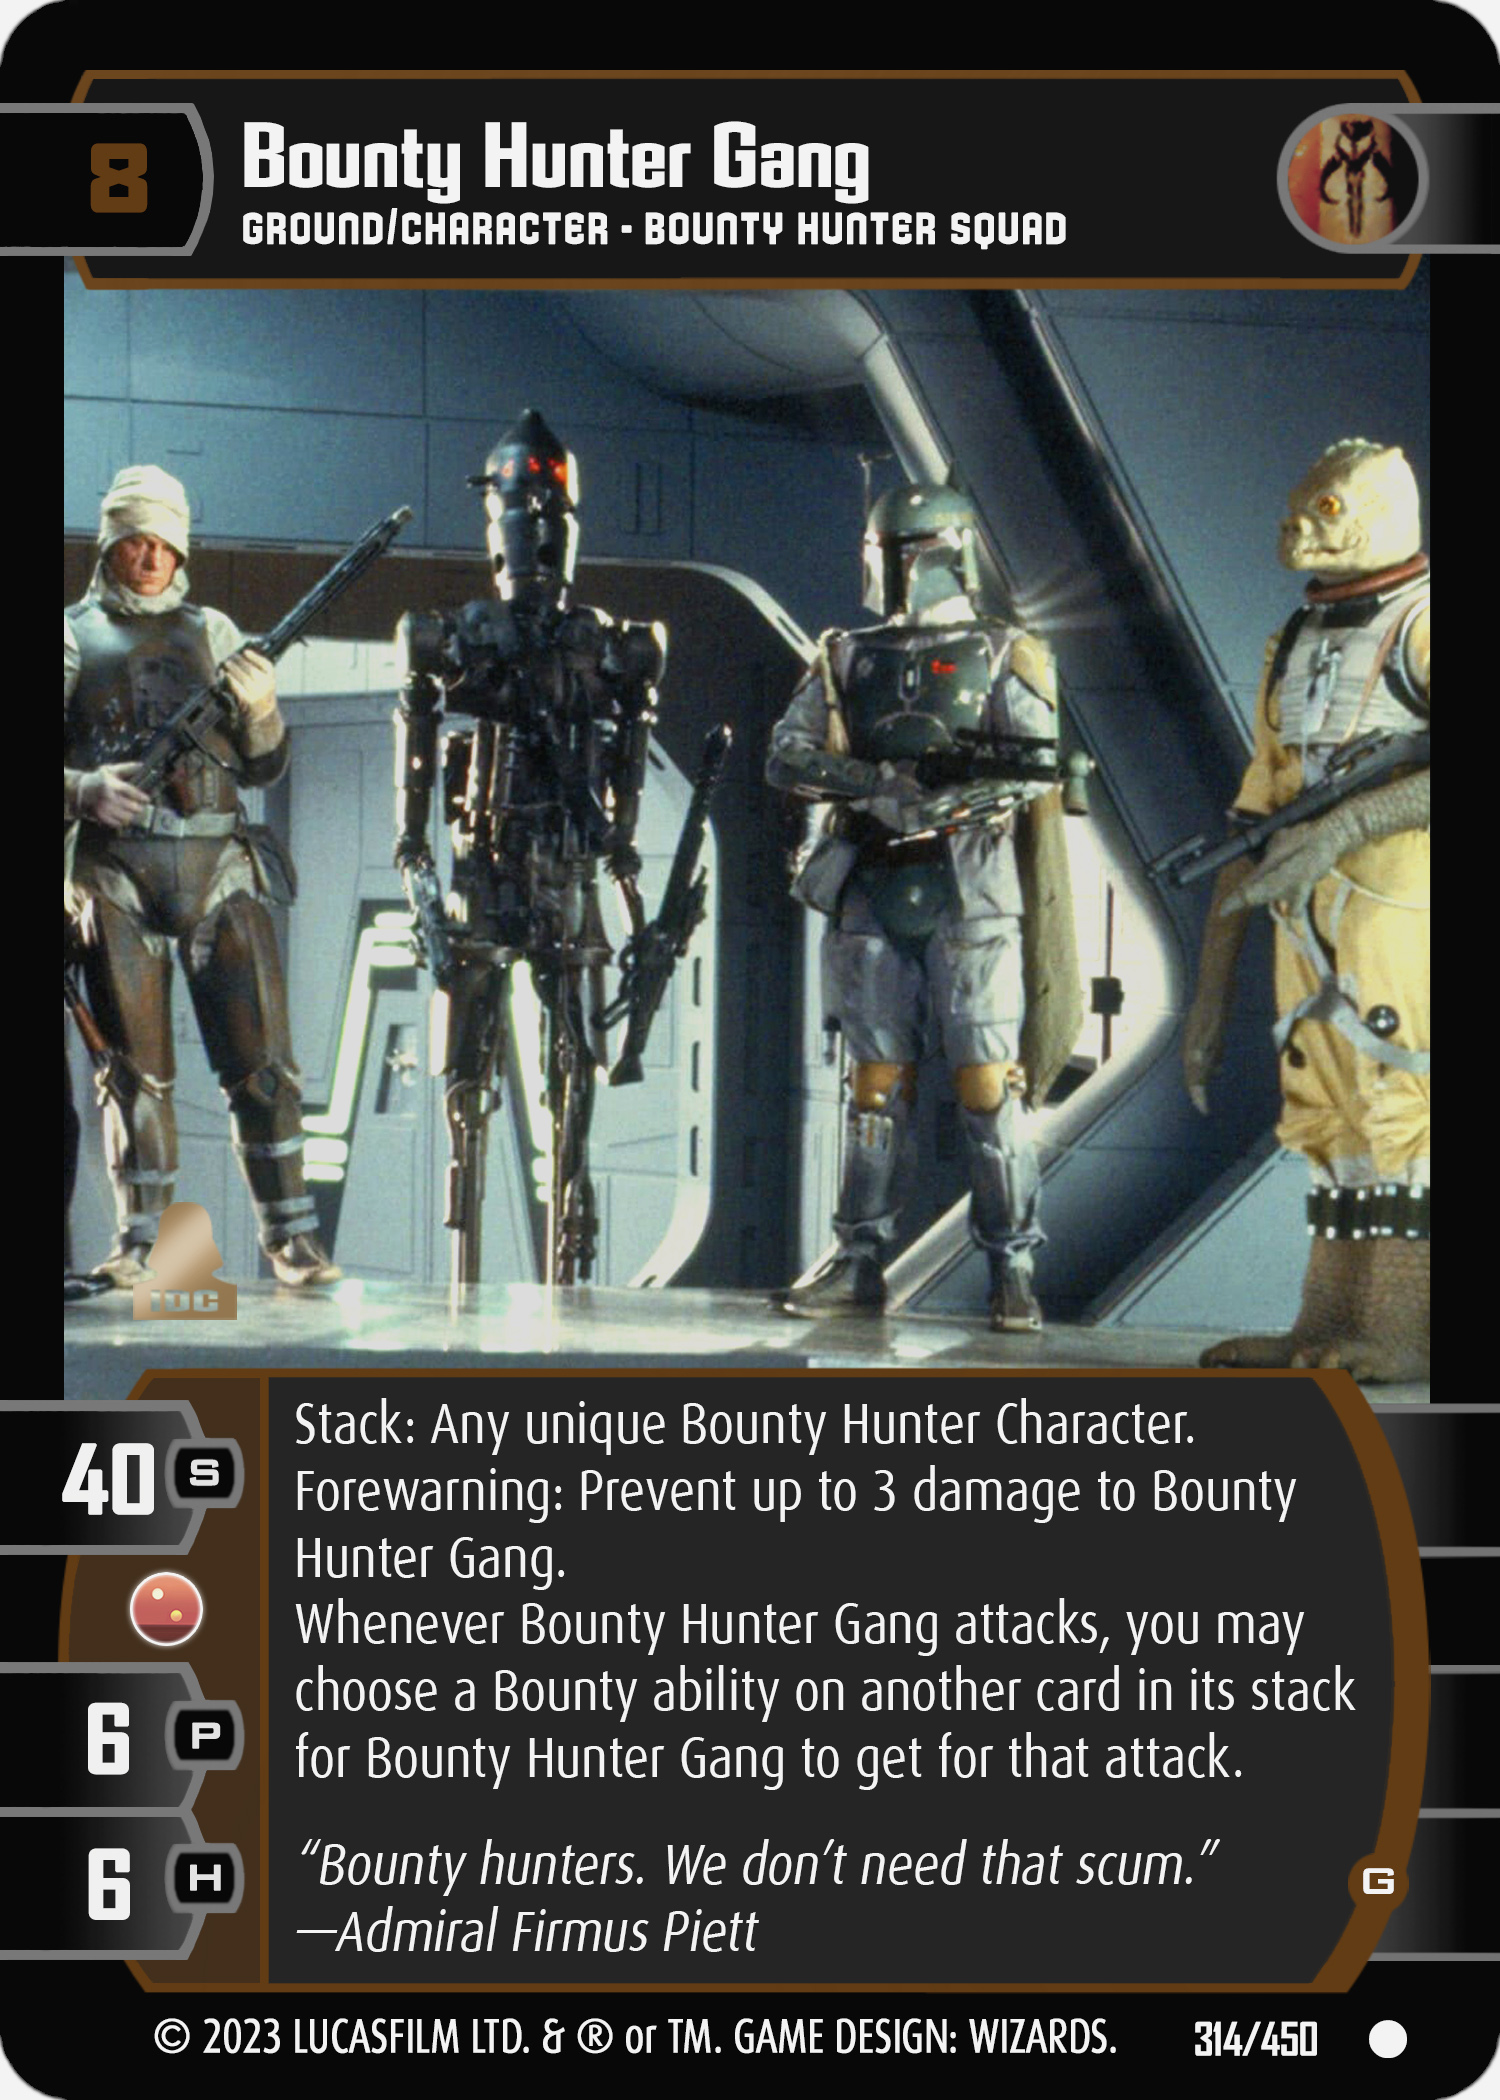 8
Bounty Hunter Gang
GROUND/CHARACTER - BOUNTY HUNTER SQUAD
IDC
40 S
6 P
6 H
Stack: Any unique Bounty Hunter Character.
Forewarning: Prevent up to 3 damage to Bounty
Hunter Gang.
Whenever Bounty Hunter Gang attacks, you may
choose a Bounty ability on another card in its stack
for Bounty Hunter Gang to get for that attack.
“Bounty hunters. We don’t need that scum.”
—Admiral Firmus Piett
G
© 2023 LUCASFILM LTD. & ® or TM. GAME DESIGN: WIZARDS.
314/450